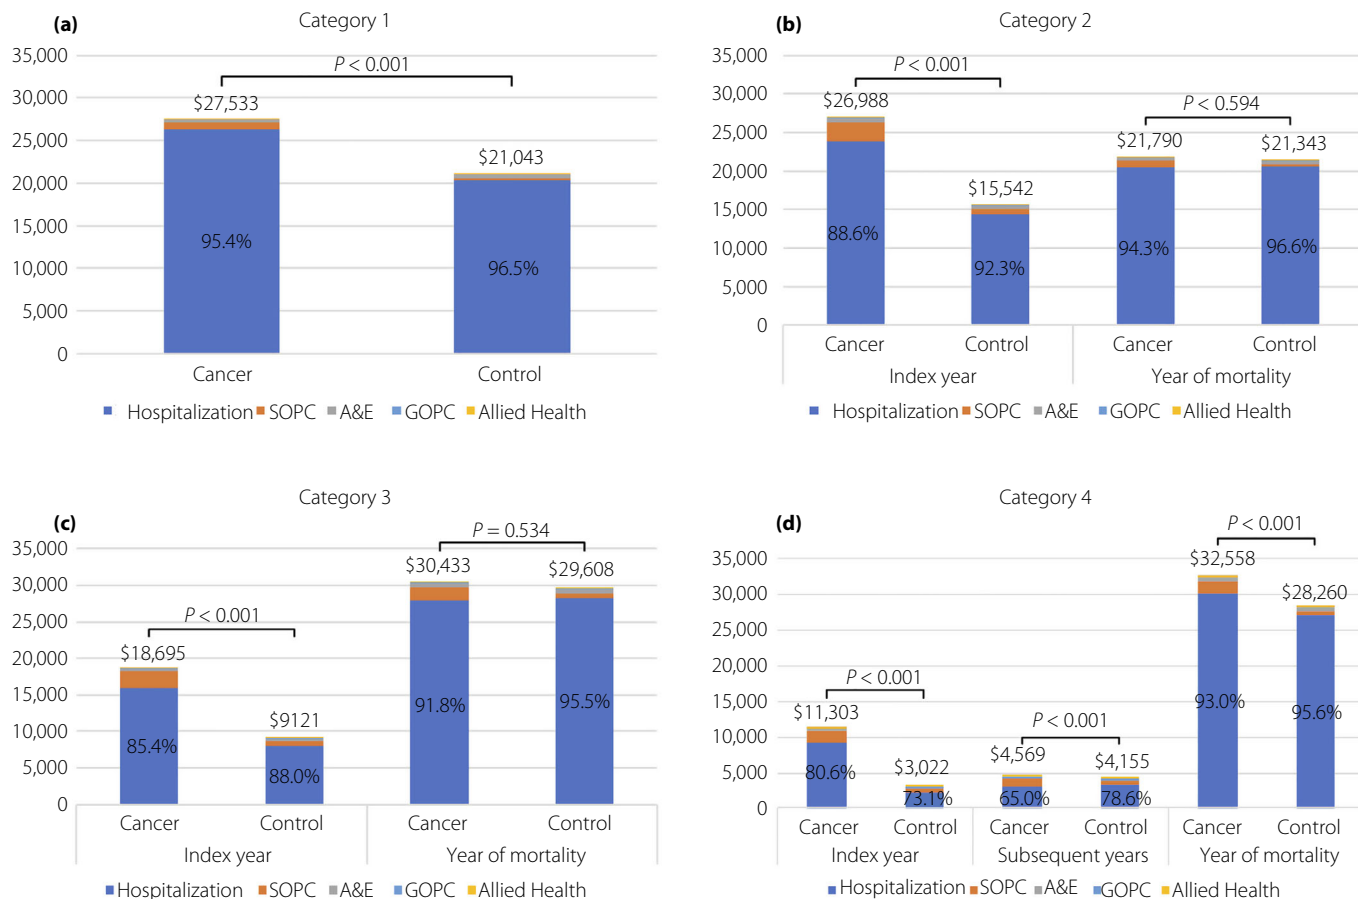 (a)
Category 1
35,000
30,000
25,000
20,000
15,000
10,000
5,000
0
P < 0.001
$27,533
$21,043
95.4%
96.5%
Cancer Control
Hospitalization SOPC A&E GOPC Allied Health
(b)
Category 2
35,000
30,000
25,000
20,000
15,000
10,000
5,000
0
P < 0.001
P < 0.594
$26,988
$15,542
$21,790
$21,343
88.6%
92.3%
94.3%
96.6%
Cancer Control Cancer Control
Index year Year of mortality
Hospitalization SOPC A&E GOPC Allied Health
(c)
Category 3
35,000
30,000
25,000
20,000
15,000
10,000
5,000
0
P < 0.001
P = 0.534
$18,695
$9121
$30,433
$29,608
85.4%
88.0%
91.8%
95.5%
Cancer Control Cancer Control
Index year Year of mortality
Hospitalization SOPC A&E GOPC Allied Health
(d)
Category 4
35,000
30,000
25,000
20,000
15,000
10,000
5,000
0
P < 0.001
P < 0.001
P < 0.001
$11,303
$3,022
$4,569
$4,155
$32,558
$28,260
80.6%
73.1%
65.0%
78.6%
93.0%
95.6%
Cancer Control Cancer Control Cancer Control
Index year Subsequent years Year of mortality
Hospitalization SOPC A&E GOPC Allied Health